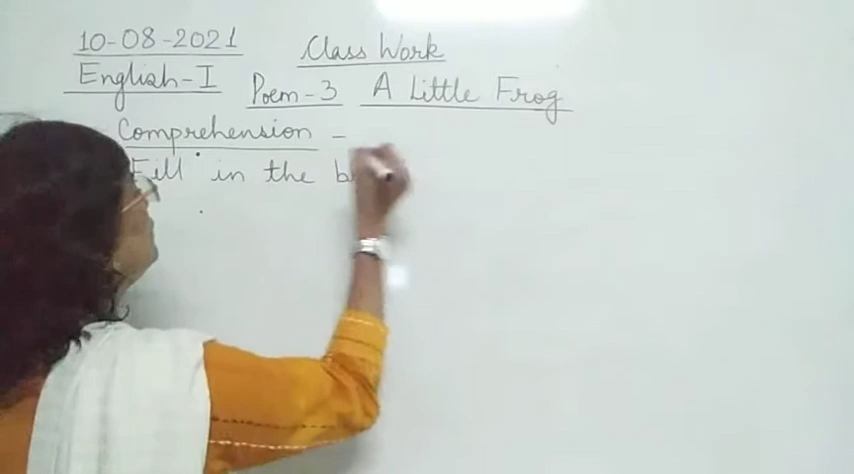 10-08-2021 Class Work
English-I Poem-3 A Little Frog
Comprehension -
Fill in the